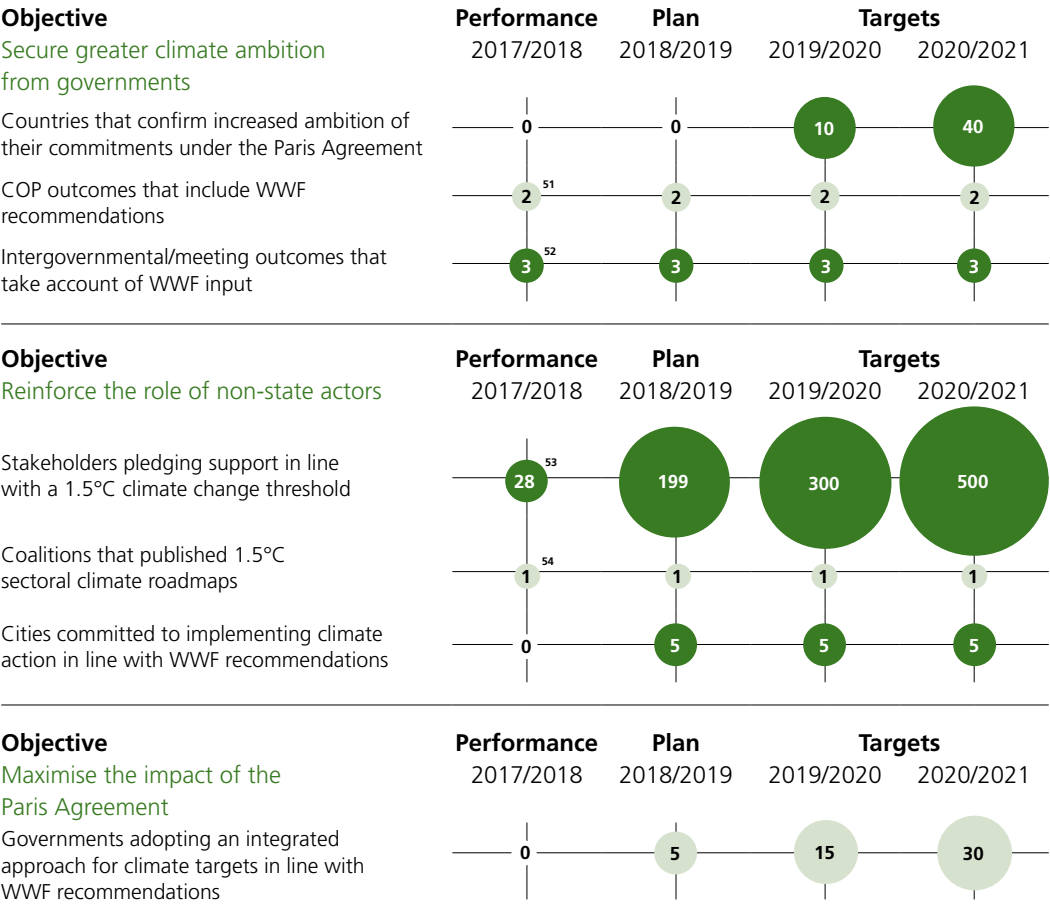 Objective Performance Plan Targets
Secure greater climate ambition 2017/2018 2018/2019 2019/2020 2020/2021
from governments
Countries that confirm increased ambition of
their commitments under the Paris Agreement
0 0 10 40
COP outcomes that include WWF
recommendations
2 51 2 2 2
Intergovernmental/meeting outcomes that
take account of WWF input
3 52 3 3 3
Objective Performance Plan Targets
Reinforce the role of non-state actors 2017/2018 2018/2019 2019/2020 2020/2021
Stakeholders pledging support in line
with a 1.5°C climate change threshold
28 53 199 300 500
Coalitions that published 1.5°C
sectoral climate roadmaps
1 54 1 1 1
Cities committed to implementing climate
action in line with WWF recommendations
0 5 5 5
Objective Performance Plan Targets
Maximise the impact of the 2017/2018 2018/2019 2019/2020 2020/2021
Paris Agreement
Governments adopting an integrated
approach for climate targets in line with
WWF recommendations
0 5 15 30